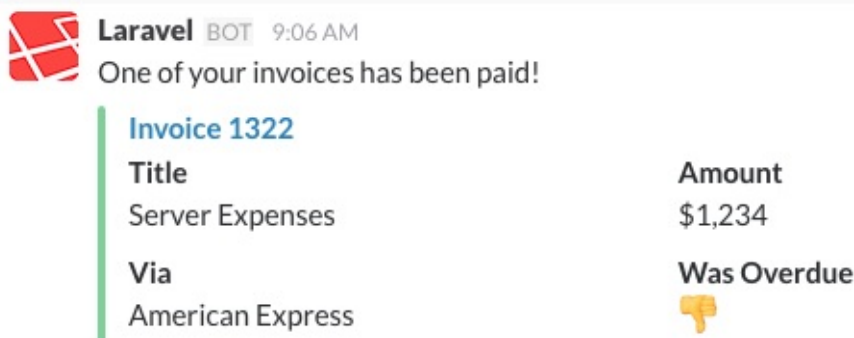 Laravel BOT 9:06 AM
One of your invoices has been paid!
Invoice 1322
Title Amount
Server Expenses $1,234
Via Was Overdue
American Express 👎